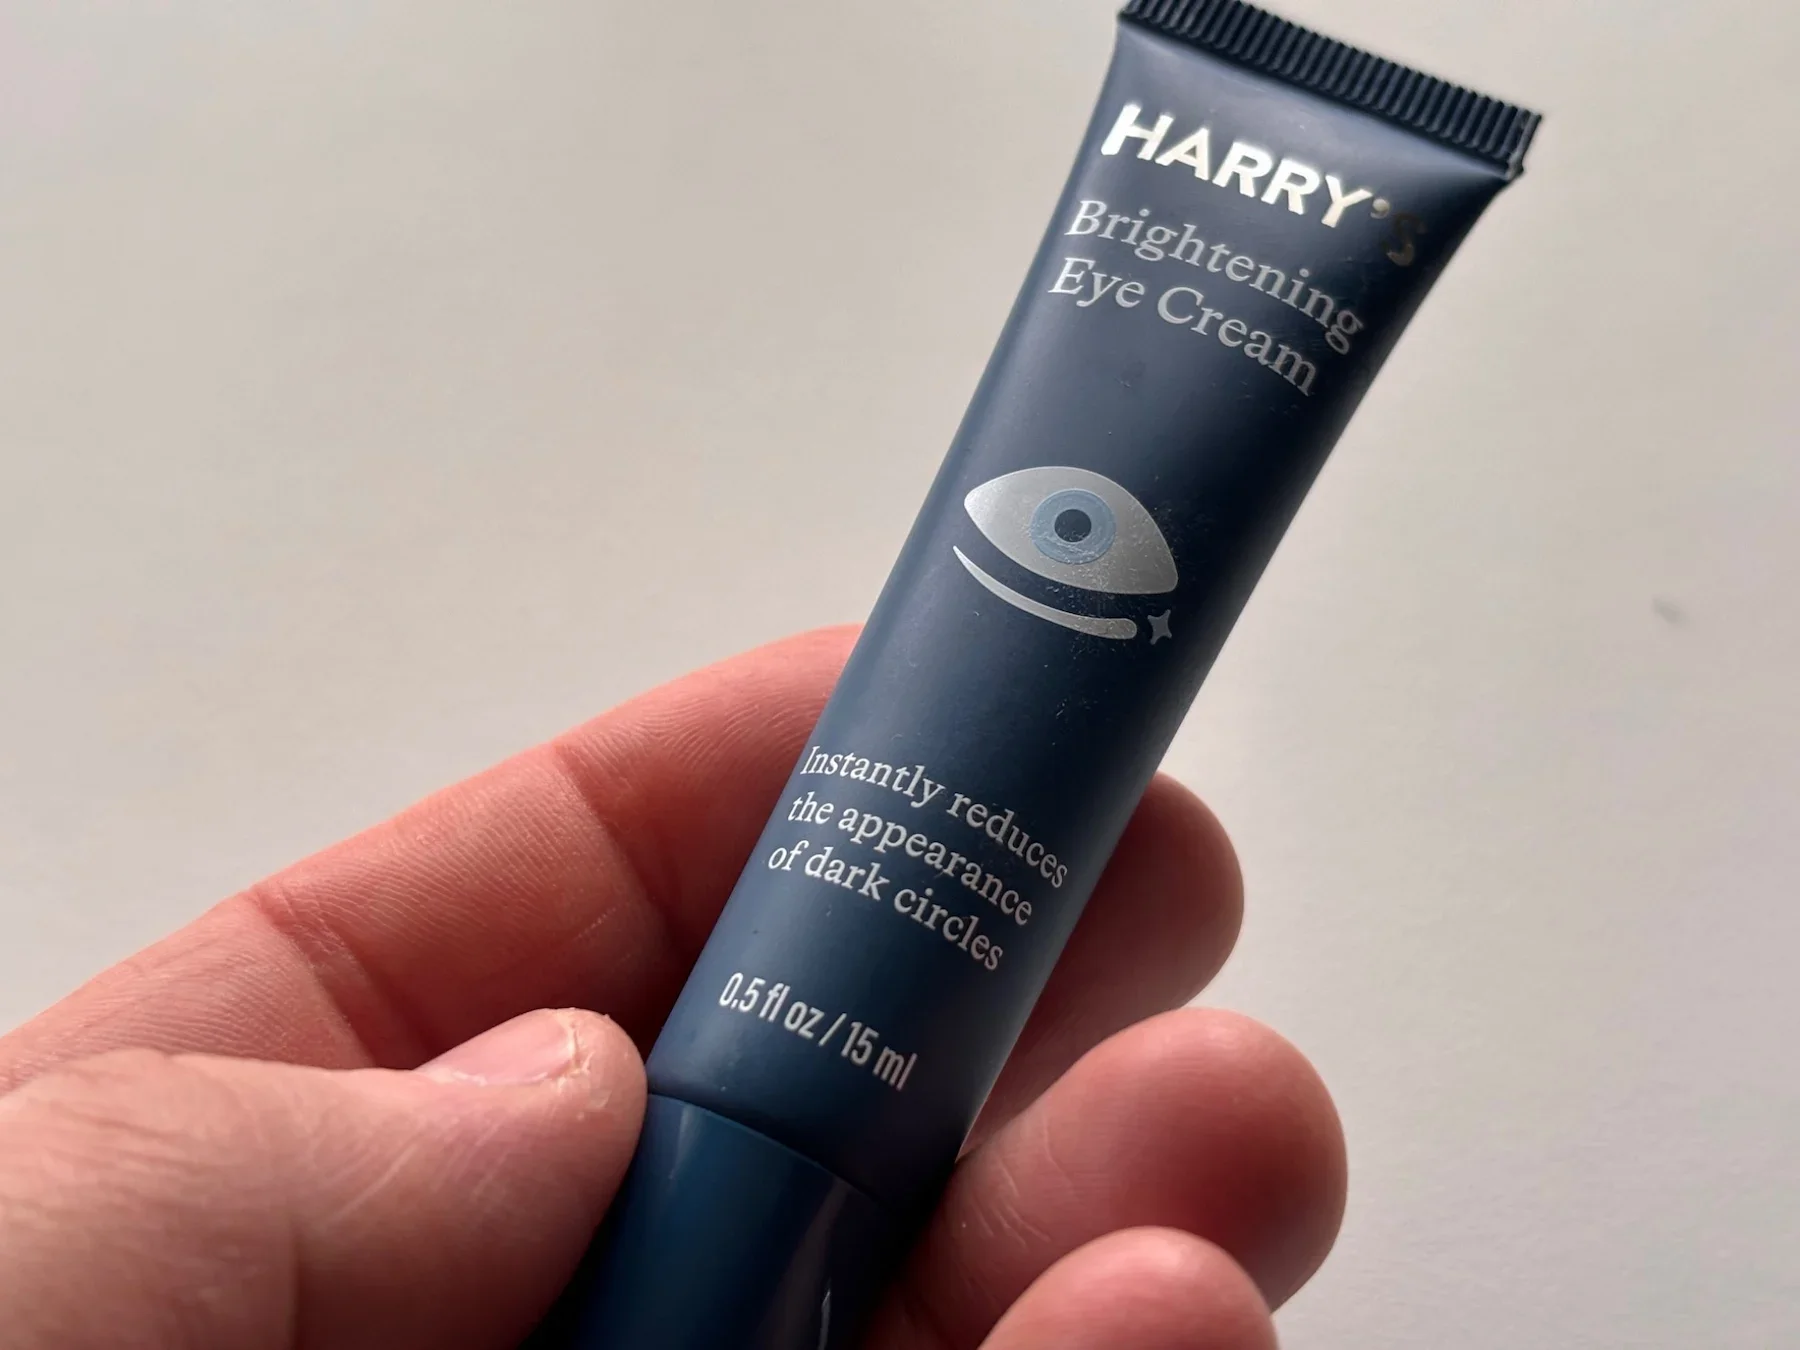 HARRY'S
Brightening
Eye Cream
Instantly reduces
the appearance
of dark circles
0.5 fl oz / 15 ml